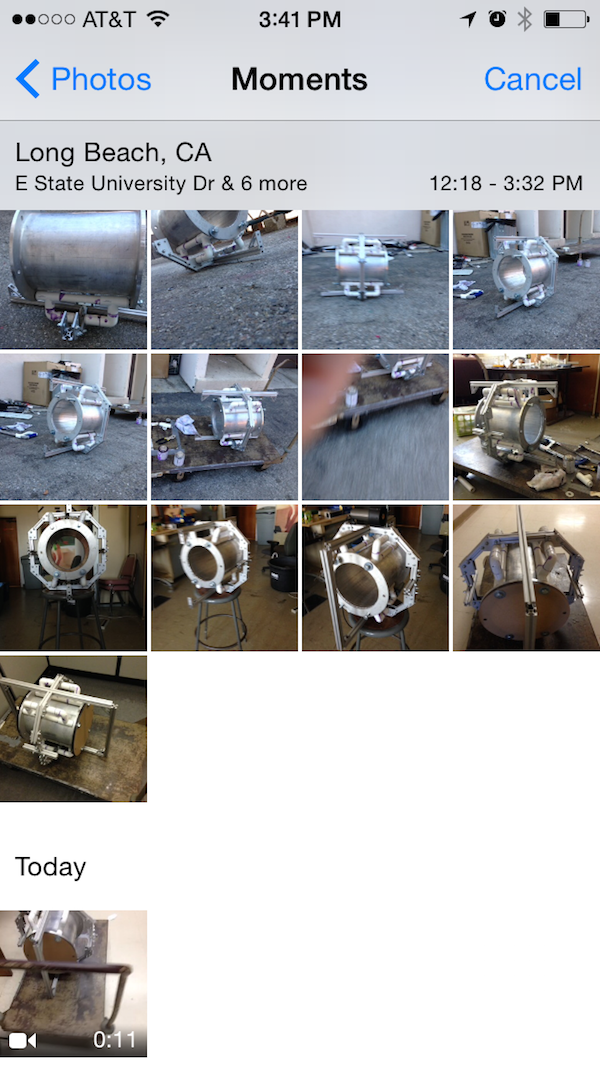 AT&T 3:41 PM
Photos Moments Cancel
Long Beach, CA
E State University Dr & 6 more 12:18 - 3:32 PM
Today
0:11